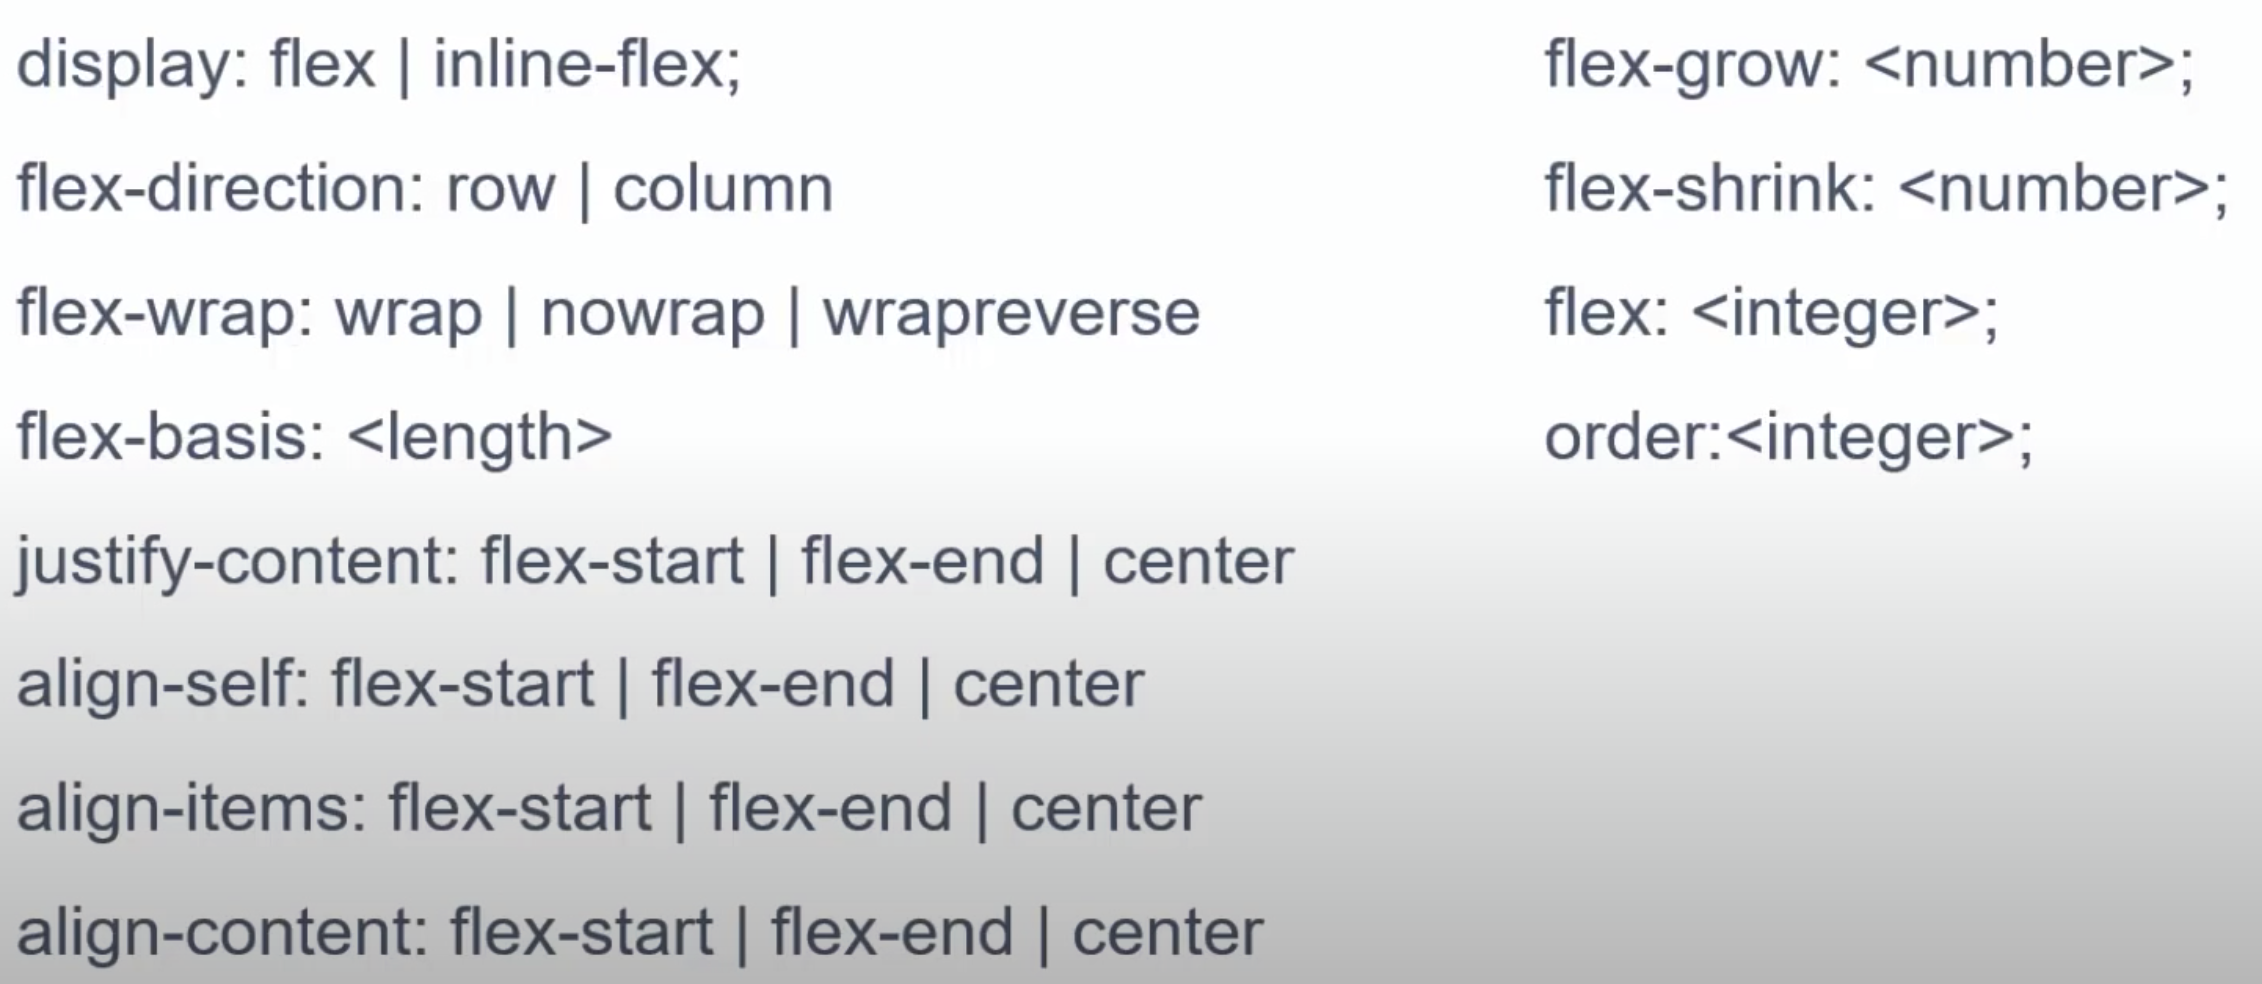 display: flex | inline-flex;
flex-direction: row | column
flex-wrap: wrap | nowrap | wrapreverse
flex-basis: <length>
justify-content: flex-start | flex-end | center
align-self: flex-start | flex-end | center
align-items: flex-start | flex-end | center
align-content: flex-start | flex-end | center
flex-grow: <number>;
flex-shrink: <number>;
flex: <integer>;
order:<integer>;